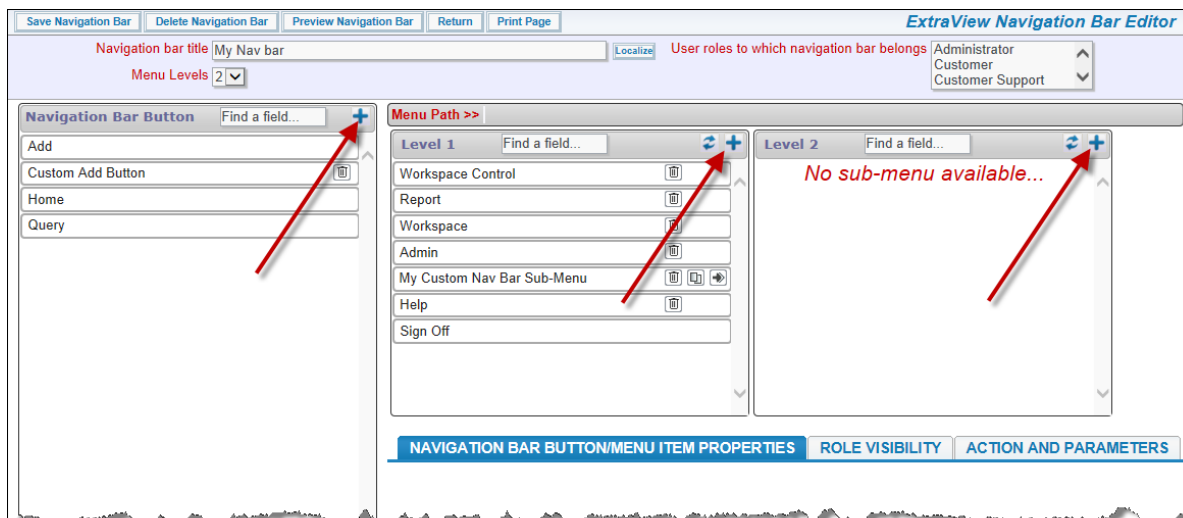 Save Navigation Bar Delete Navigation Bar Preview Navigation Bar Return Print Page ExtraView Navigation Bar Editor
Navigation bar title My Nav bar Localize User roles to which navigation bar belongs Administrator
Customer
Menu Levels 2 Customer Support
Navigation Bar Button Find a field... Menu Path >>
Add Level 1 Find a field... Level 2 Find a field...
Custom Add Button Workspace Control No sub-menu available...
Home Report
Query Workspace
Admin
My Custom Nav Bar Sub-Menu
Help
Sign Off
NAVIGATION BAR BUTTON/MENU ITEM PROPERTIES ROLE VISIBILITY ACTION AND PARAMETERS